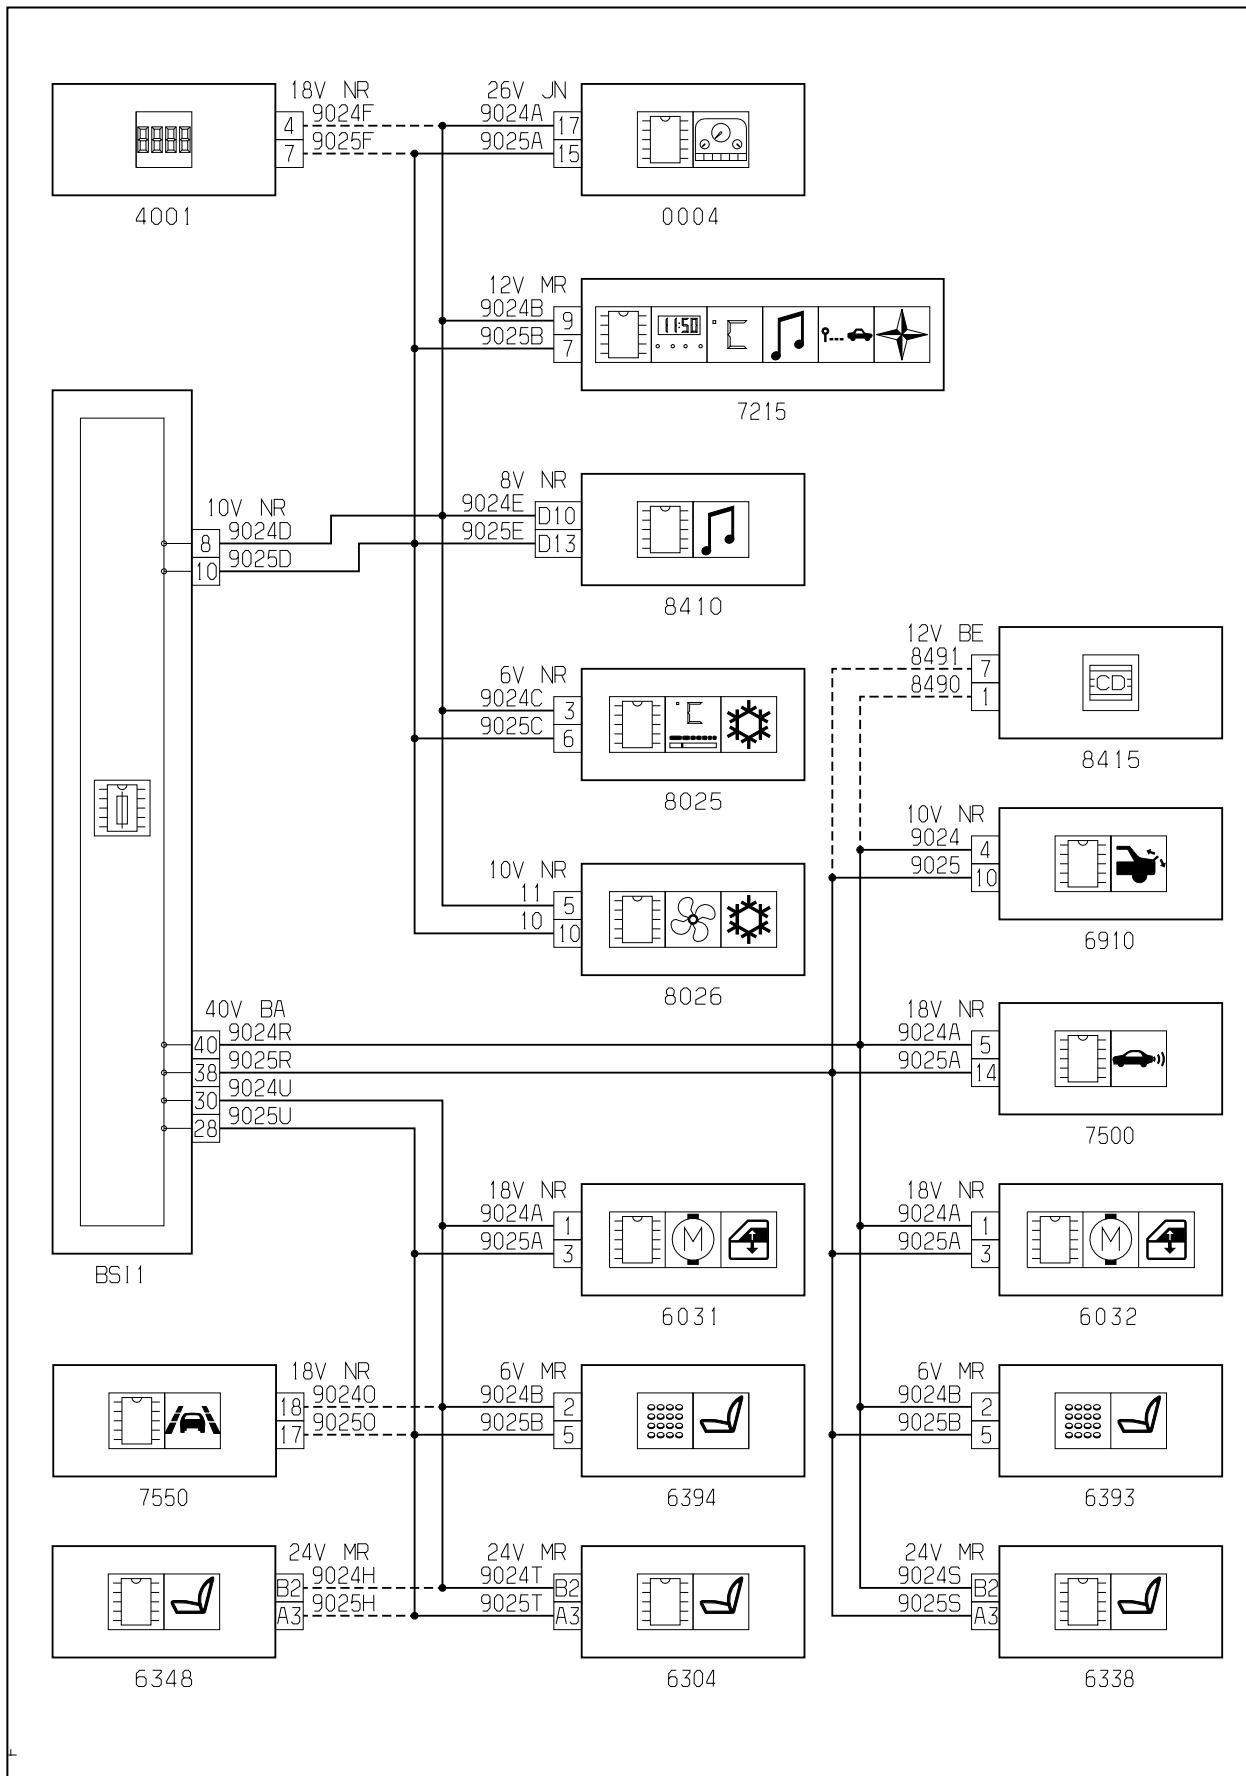 18V NR
9024F
4
9025F
7
4001
26V JN
9024A
17
9025A
15
0004
12V MR
9024B
9
9025B
7
11:50
°C
7215
10V NR
9024D
8
9025D
10
8V NR
9024E
D10
9025E
D13
8410
6V NR
9024C
3
9025C
6
°C
8025
12V BE
8491
7
8490
1
CD
8415
10V NR
11
5
10
10
8026
10V NR
9024
4
9025
10
6910
40V BA
9024R
40
9025R
38
9024U
30
9025U
28
BSI1
18V NR
9024A
5
9025A
14
7500
18V NR
9024A
1
9025A
3
M
6031
18V NR
9024A
1
9025A
3
M
6032
18V NR
9024O
18
9025O
17
7550
6V MR
9024B
2
9025B
5
6394
6V MR
9024B
2
9025B
5
6393
24V MR
9024H
B2
9025H
A3
6348
24V MR
9024T
B2
9025T
A3
6304
24V MR
9024S
B2
9025S
A3
6338